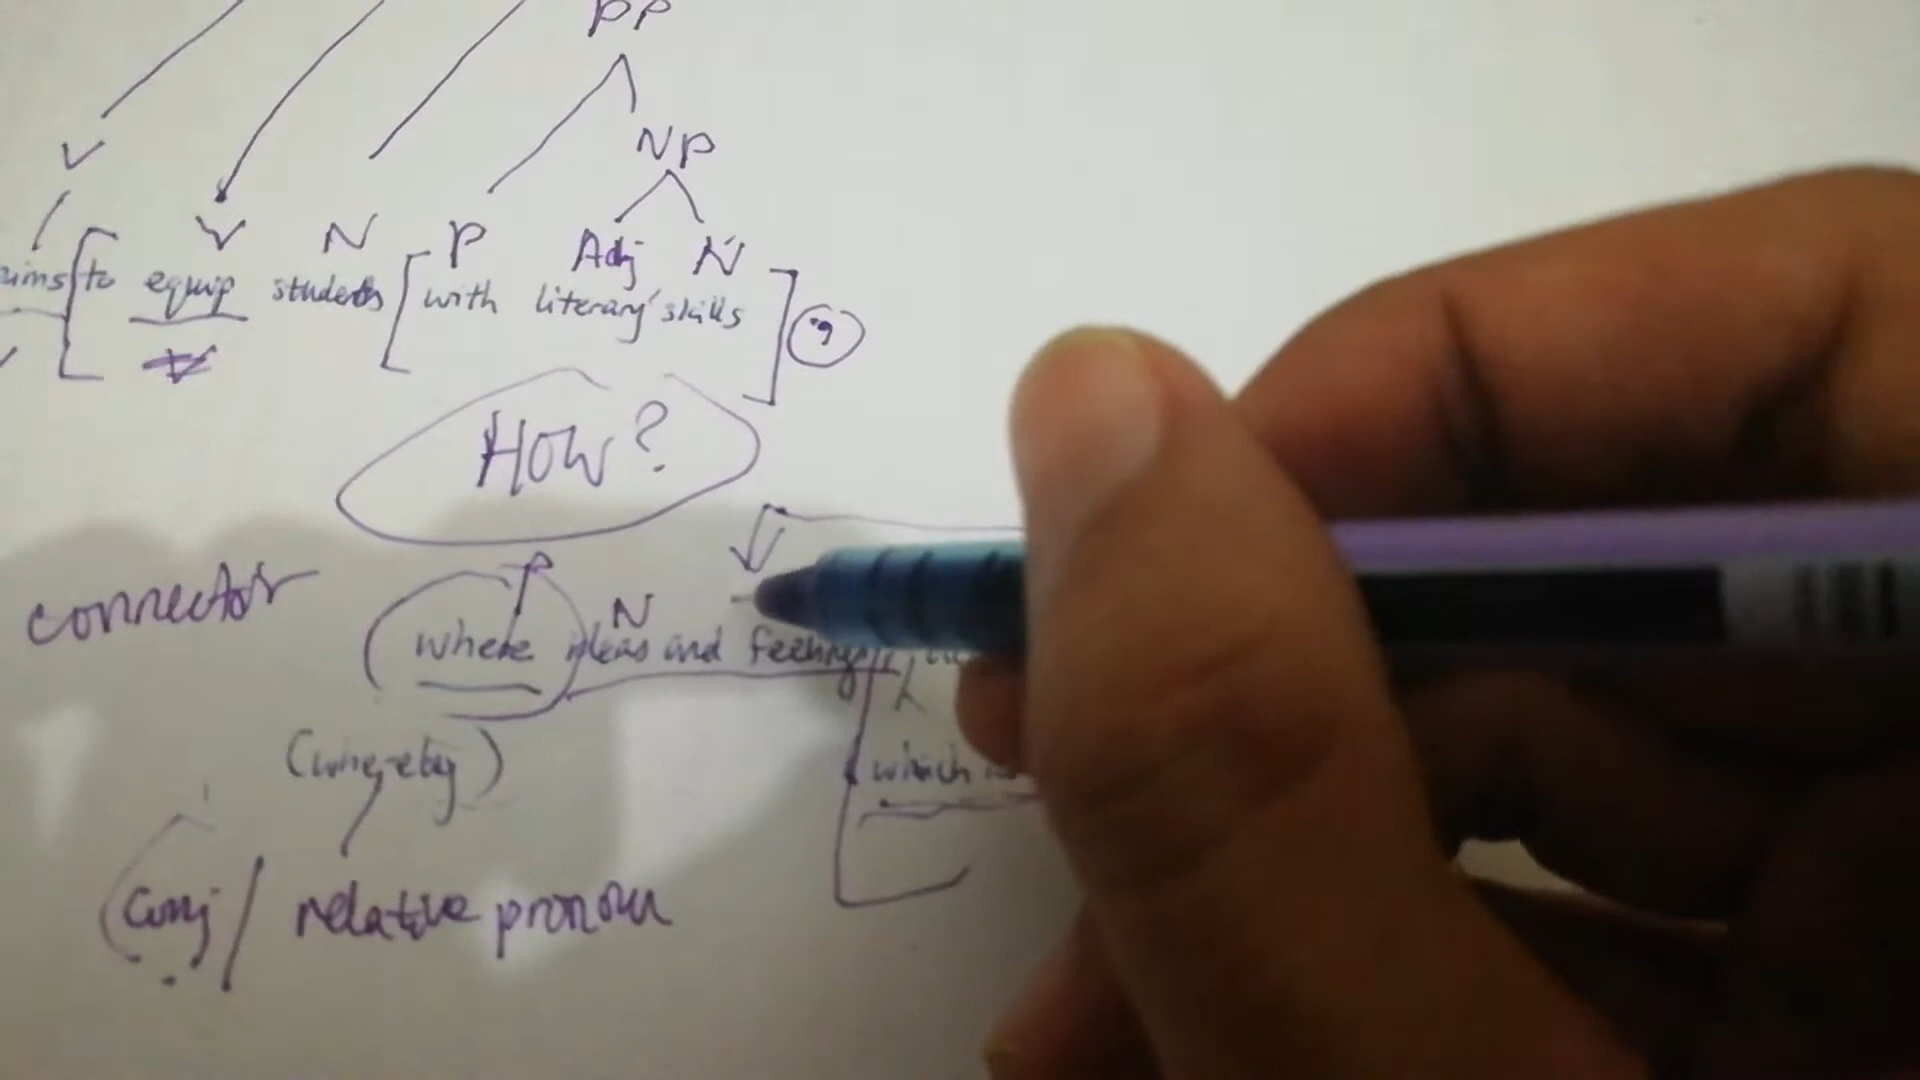 PP
NP
V
V N P Adj N
aims to equip students with literary skills
V
How?
P
connector
N
where ideas and feelings
(whereby)
which
Conj / relative pronoun